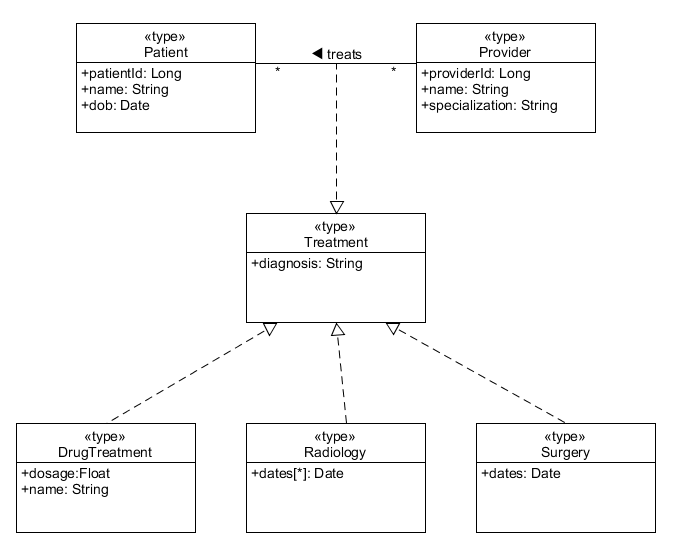 «type»
Patient
+patientId: Long
+name: String
+dob: Date
◀ treats
*
*
«type»
Provider
+providerId: Long
+name: String
+specialization: String
«type»
Treatment
+diagnosis: String
«type»
DrugTreatment
+dosage:Float
+name: String
«type»
Radiology
+dates[*]: Date
«type»
Surgery
+dates: Date